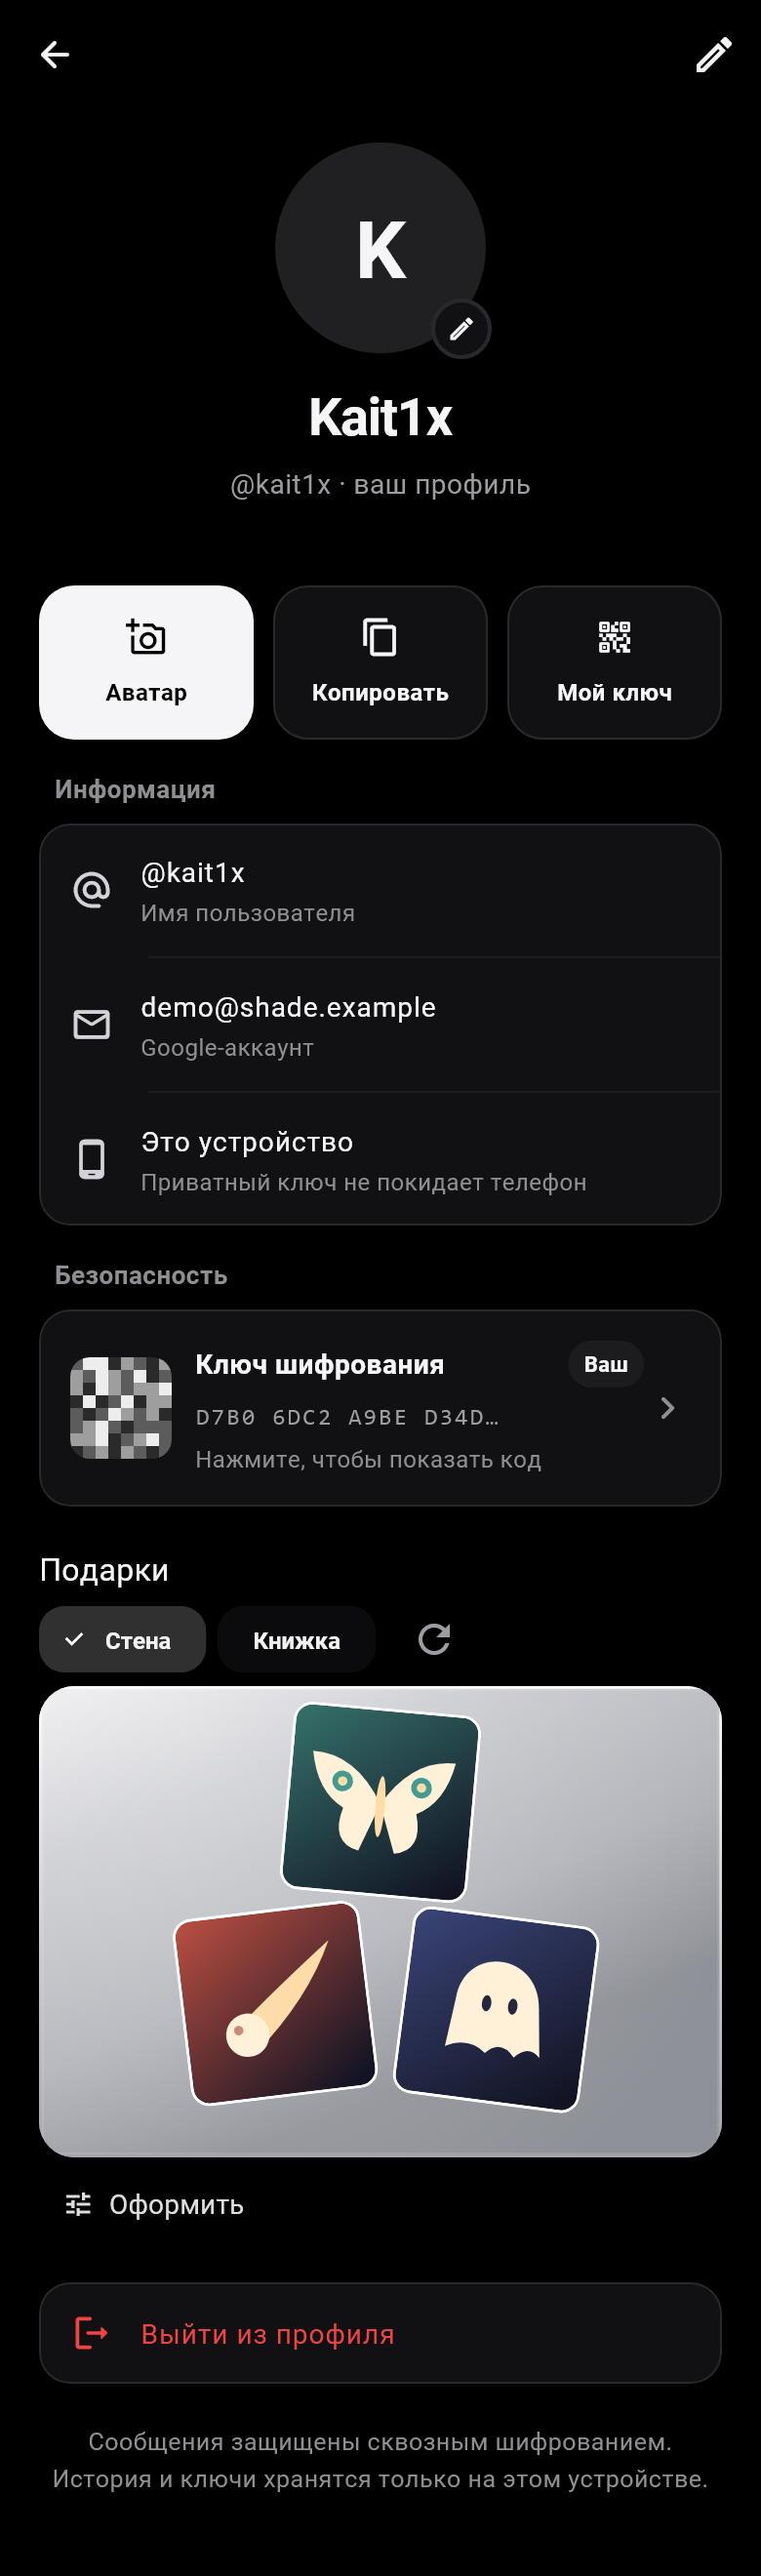 K
Kait1x
@kait1x · ваш профиль
Аватар
Копировать
Мой ключ
Информация
@kait1x
Имя пользователя
demo@shade.example
Google-аккаунт
Это устройство
Приватный ключ не покидает телефон
Безопасность
Ключ шифрования
Ваш
D7B0 6DC2 A9BE D34D…
Нажмите, чтобы показать код
Подарки
Стена
Книжка
Оформить
Выйти из профиля
Сообщения защищены сквозным шифрованием.
История и ключи хранятся только на этом устройстве.